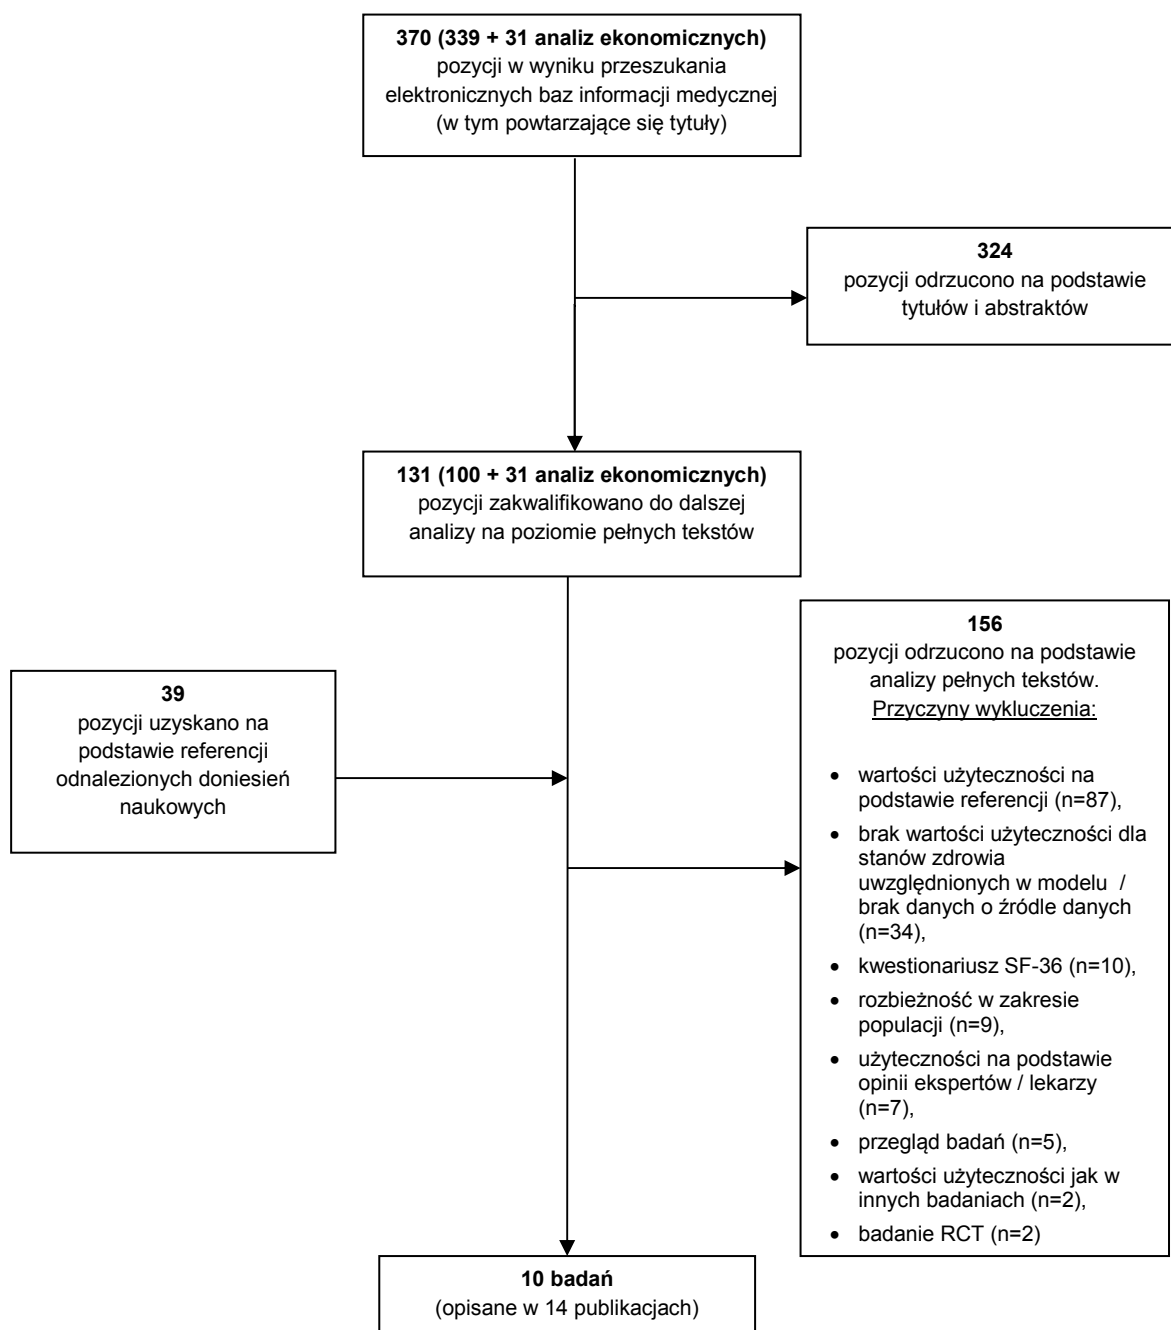 370 (339 + 31 analiz ekonomicznych)
pozycji w wyniku przeszukania
elektronicznych baz informacji medycznej
(w tym powtarzające się tytuły)
324
pozycji odrzucono na podstawie
tytułów i abstraktów
131 (100 + 31 analiz ekonomicznych)
pozycji zakwalifikowano do dalszej
analizy na poziomie pełnych tekstów
39
pozycji uzyskano na
podstawie referencji
odnalezionych doniesień
naukowych
156
pozycji odrzucono na podstawie
analizy pełnych tekstów.
Przyczyny wykluczenia:
• wartości użyteczności na
podstawie referencji (n=87),
• brak wartości użyteczności dla
stanów zdrowia
uwzględnionych w modelu /
brak danych o źródle danych
(n=34),
• kwestionariusz SF-36 (n=10),
• rozbieżność w zakresie
populacji (n=9),
• użyteczności na podstawie
opinii ekspertów / lekarzy
(n=7),
• przegląd badań (n=5),
• wartości użyteczności jak w
innych badaniach (n=2),
• badanie RCT (n=2)
10 badań
(opisane w 14 publikacjach)